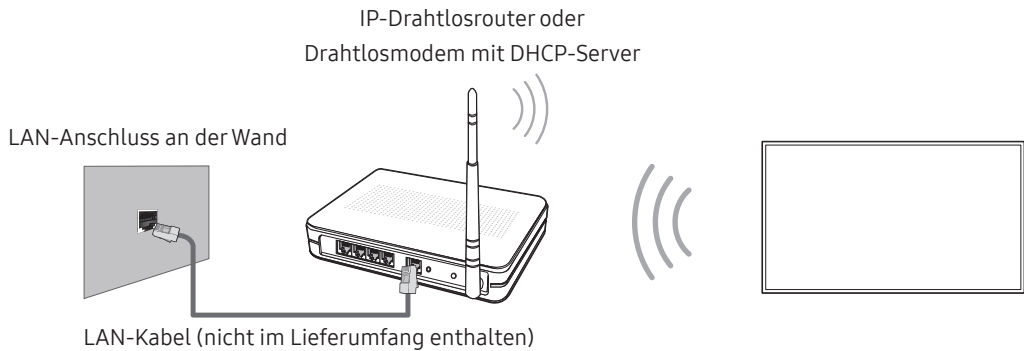 IP-Drahtlosrouter oder
Drahtlosmodem mit DHCP-Server
LAN-Anschluss an der Wand
LAN-Kabel (nicht im Lieferumfang enthalten)